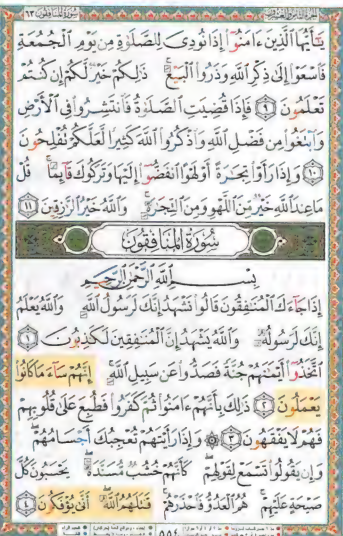 يَٰٓأَيُّهَا ٱلَّذِينَ ءَامَنُوٓا۟ إِذَا نُودِىَ لِلصَّلَوٰةِ مِن يَوْمِ ٱلْجُمُعَةِ
فَٱسْعَوْا۟ إِلَىٰ ذِكْرِ ٱللَّهِ وَذَرُوا۟ ٱلْبَيْعَ ۚ ذَٰلِكُمْ خَيْرٌ لَّكُمْ إِن كُنتُمْ
تَعْلَمُونَ ٩ فَإِذَا قُضِيَتِ ٱلصَّلَوٰةُ فَٱنتَشِرُوا۟ فِى ٱلْأَرْضِ
وَٱبْتَغُوا۟ مِن فَضْلِ ٱللَّهِ وَٱذْكُرُوا۟ ٱللَّهَ كَثِيرًا لَّعَلَّكُمْ تُفْلِحُونَ
١٠ وَإِذَا رَأَوْا۟ تِجَٰرَةً أَوْ لَهْوًا ٱنفَضُّوٓا۟ إِلَيْهَا وَتَرَكُوكَ قَآئِمًا ۚ قُلْ
مَا عِندَ ٱللَّهِ خَيْرٌ مِّنَ ٱللَّهْوِ وَمِنَ ٱلتِّجَٰرَةِ ۚ وَٱللَّهُ خَيْرُ ٱلرَّٰزِقِينَ ١١
سُورَةُ المُنَافِقُونَ
بِسْمِ ٱللَّهِ ٱلرَّحْمَٰنِ ٱلرَّحِيمِ
إِذَا جَآءَكَ ٱلْمُنَٰفِقُونَ قَالُوا۟ نَشْهَدُ إِنَّكَ لَرَسُولُ ٱللَّهِ ۗ وَٱللَّهُ يَعْلَمُ
إِنَّكَ لَرَسُولُهُۥ وَٱللَّهُ يَشْهَدُ إِنَّ ٱلْمُنَٰفِقِينَ لَكَٰذِبُونَ ١
ٱتَّخَذُوٓا۟ أَيْمَٰنَهُمْ جُنَّةً فَصَدُّوا۟ عَن سَبِيلِ ٱللَّهِ ۚ إِنَّهُمْ سَآءَ مَا كَانُوا۟
يَعْمَلُونَ ٢ ذَٰلِكَ بِأَنَّهُمْ ءَامَنُوا۟ ثُمَّ كَفَرُوا۟ فَطُبِعَ عَلَىٰ قُلُوبِهِمْ
فَهُمْ لَا يَفْقَهُونَ ٣ ۞ وَإِذَا رَأَيْتَهُمْ تُعْجِبُكَ أَجْسَامُهُمْ ۖ
وَإِن يَقُولُوا۟ تَسْمَعْ لِقَوْلِهِمْ ۖ كَأَنَّهُمْ خُشُبٌ مُّسَنَّدَةٌ ۖ يَحْسَبُونَ كُلَّ
صَيْحَةٍ عَلَيْهِمْ ۚ هُمُ ٱلْعَدُوُّ فَٱحْذَرْهُمْ ۚ قَٰتَلَهُمُ ٱللَّهُ ۖ أَنَّىٰ يُؤْفَكُونَ ٤
٥٥٤